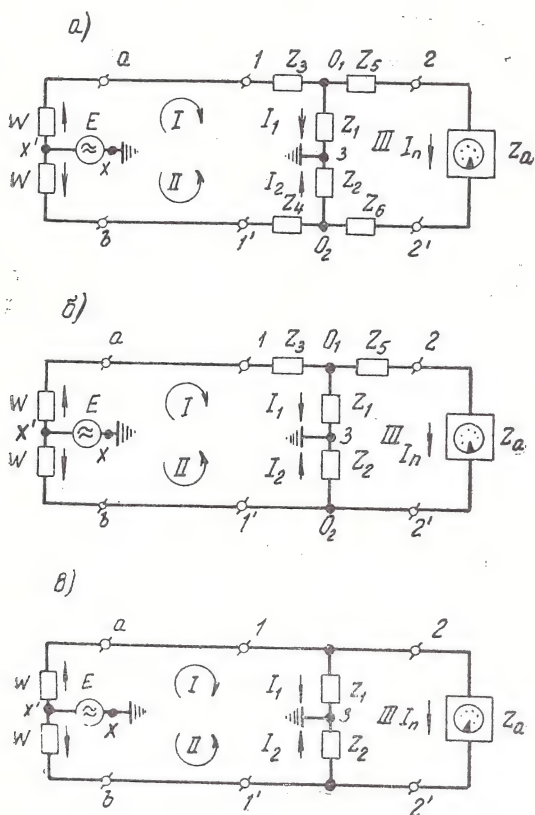 а)
a 1 Z3 O1 Z5 2
W E I I1 Z1 III In Za
x' x 3
W II I2 Z2
b 1' Z4 O2 Z6 2'
б)
a 1 Z3 O1 Z5 2
W E I I1 Z1 III In Za
x' x 3
W II I2 Z2
b 1' O2 2'
в)
a 1 2
W E I I1 Z1 III In Za
x' x 3
W II I2 Z2
b 1' 2'